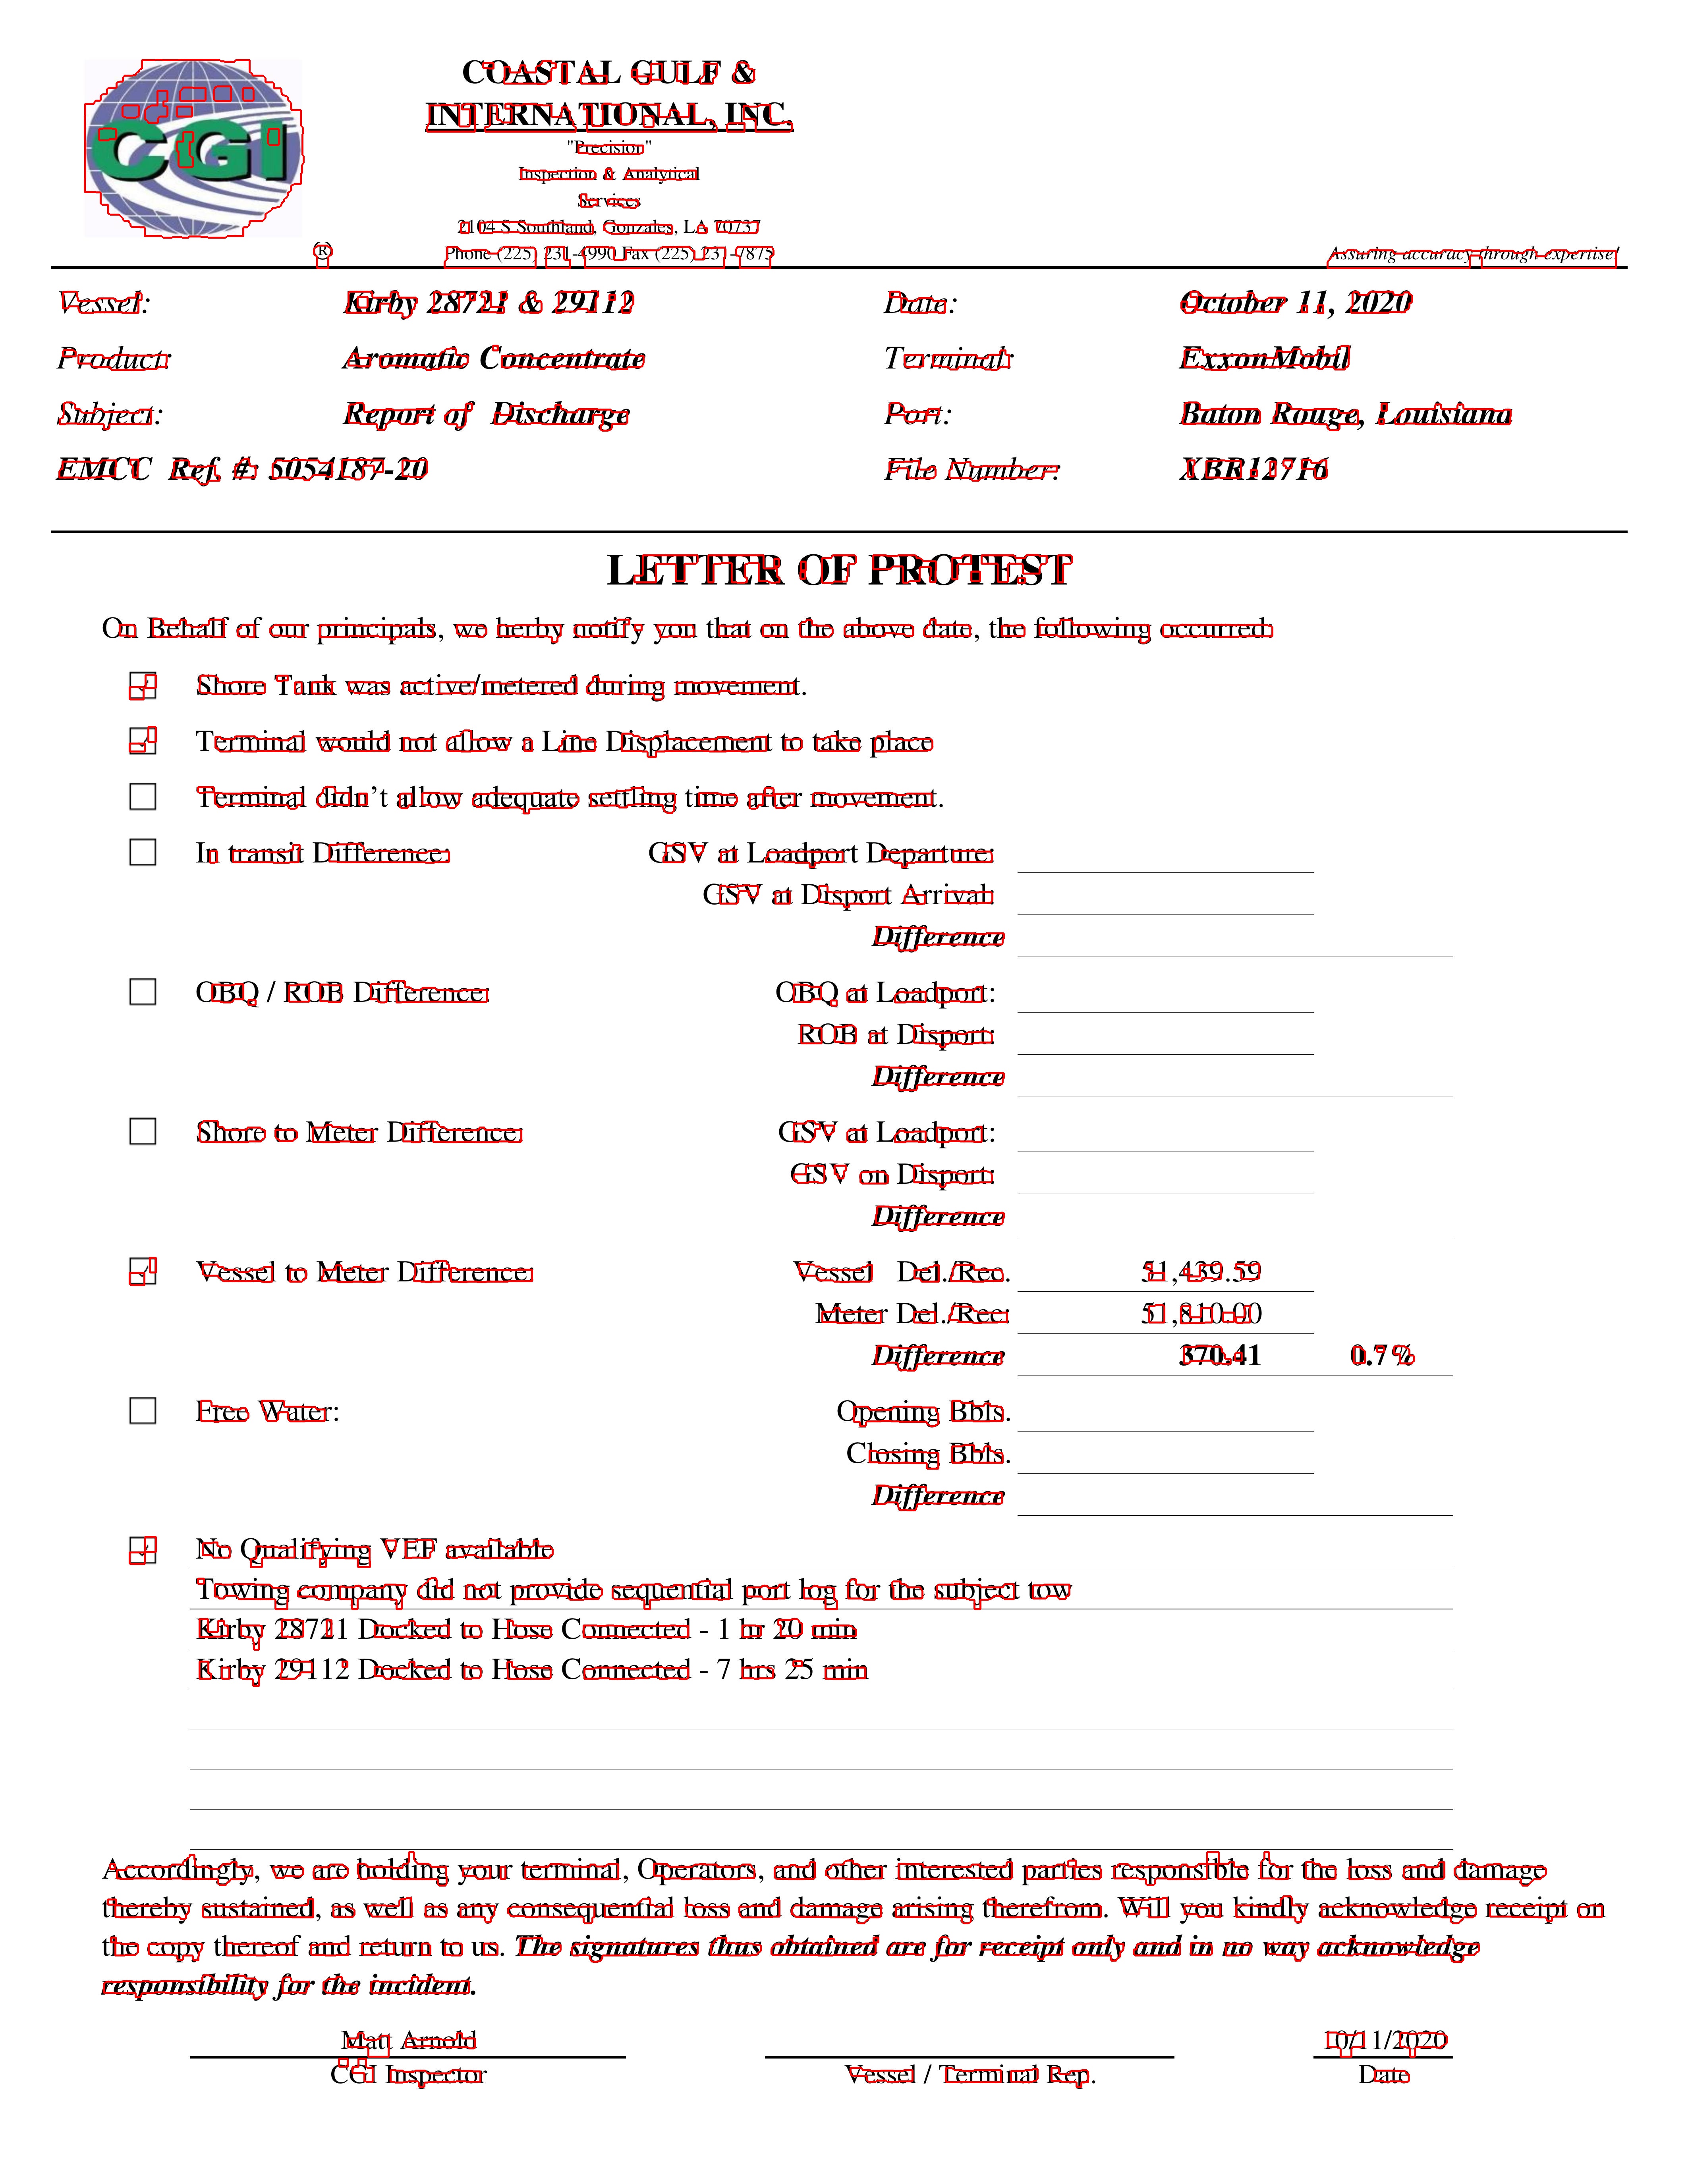 CGI
COASTAL GULF &
INTERNATIONAL, INC.
"Precision"
Inspection & Analytical
Services
2104 S Southland, Gonzales, LA 70737
® Phone (225) 231-4990 Fax (225) 231-7875 Assuring accuracy through expertise!
Vessel: Kirby 28721 & 29112 Date: October 11, 2020
Product: Aromatic Concentrate Terminal: ExxonMobil
Subject: Report of Discharge Port: Baton Rouge, Louisiana
EMCC Ref. #: 5054187-20 File Number: XBR12716
LETTER OF PROTEST
On Behalf of our principals, we herby notify you that on the above date, the following occurred:
Shore Tank was active/metered during movement.
Terminal would not allow a Line Displacement to take place
Terminal didn't allow adequate settling time after movement.
In transit Difference: GSV at Loadport Departure:
GSV at Disport Arrival:
Difference
OBQ / ROB Difference: OBQ at Loadport:
ROB at Disport:
Difference
Shore to Meter Difference: GSV at Loadport:
GSV on Disport:
Difference
Vessel to Meter Difference: Vessel Del./Rec. 51,439.59
Meter Del./Rec: 51,810.00
Difference 370.41 0.7%
Free Water: Opening Bbls.
Closing Bbls.
Difference
No Qualifying VEF available
Towing company did not provide sequential port log for the subject tow
Kirby 28721 Docked to Hose Connected - 1 hr 20 min
Kirby 29112 Docked to Hose Connected - 7 hrs 25 min
Accordingly, we are holding your terminal, Operators, and other interested parties responsible for the loss and damage
thereby sustained, as well as any consequential loss and damage arising therefrom. Will you kindly acknowledge receipt on
the copy thereof and return to us. The signatures thus obtained are for receipt only and in no way acknowledge
responsibility for the incident.
Matt Arnold 10/11/2020
CGI Inspector Vessel / Terminal Rep. Date